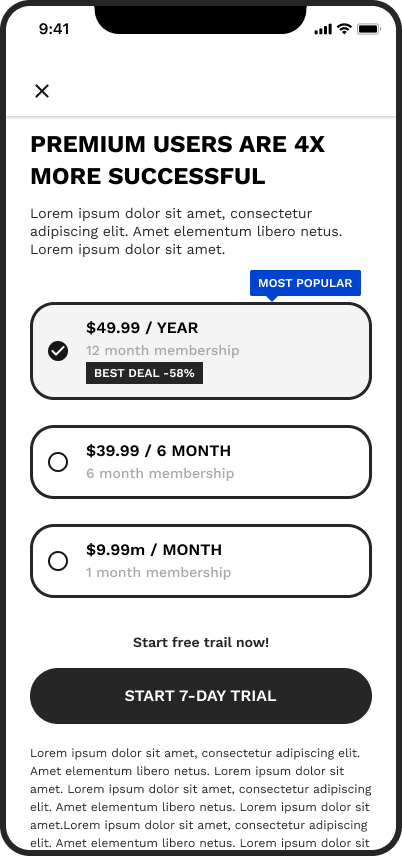 9:41
PREMIUM USERS ARE 4X
MORE SUCCESSFUL
Lorem ipsum dolor sit amet, consectetur
adipiscing elit. Amet elementum libero netus.
Lorem ipsum dolor sit amet.
MOST POPULAR
$49.99 / YEAR
12 month membership
BEST DEAL -58%
$39.99 / 6 MONTH
6 month membership
$9.99m / MONTH
1 month membership
Start free trail now!
START 7-DAY TRIAL
Lorem ipsum dolor sit amet, consectetur adipiscing elit.
Amet elementum libero netus. Lorem ipsum dolor sit
amet. Lorem ipsum dolor sit amet, consectetur adipiscing
elit. Amet elementum libero netus. Lorem ipsum dolor sit
amet.Lorem ipsum dolor sit amet, consectetur adipiscing
elit. Amet elementum libero netus. Lorem ipsum dolor sit